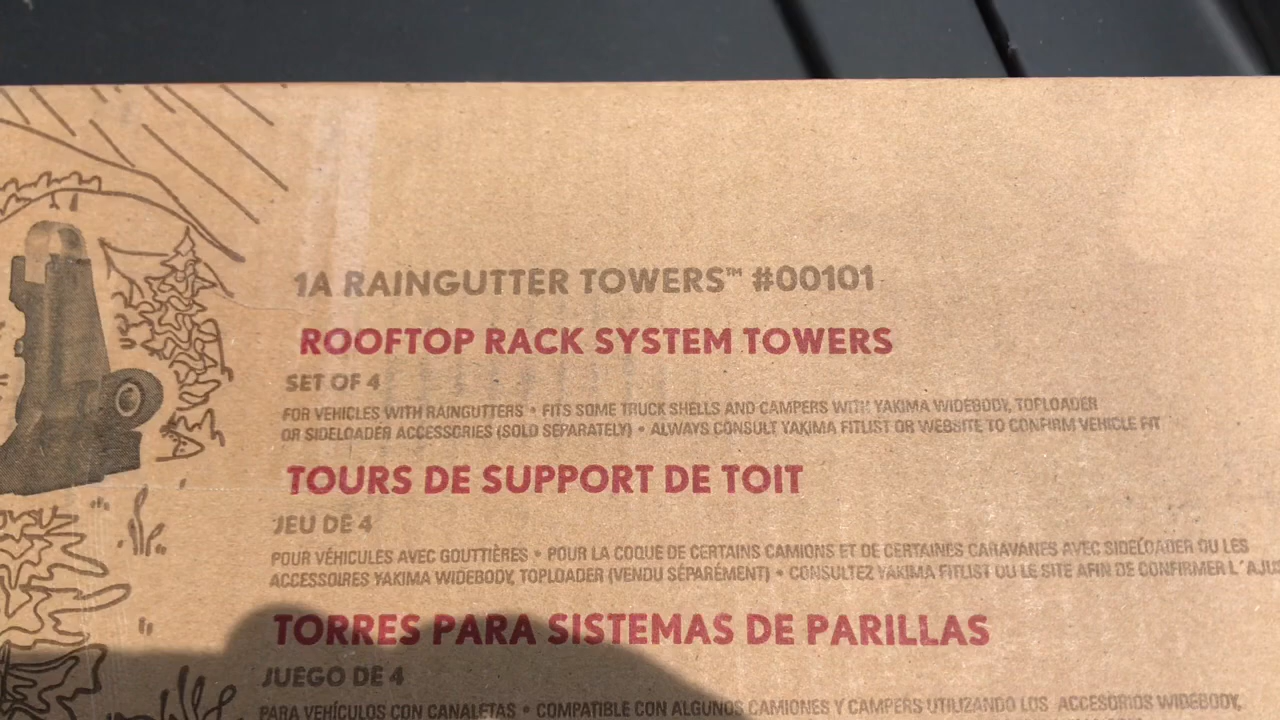 1A RAINGUTTER TOWERS™ #00101
ROOFTOP RACK SYSTEM TOWERS
SET OF 4
FOR VEHICLES WITH RAINGUTTERS • FITS SOME TRUCK SHELLS AND CAMPERS WITH YAKIMA WIDEBODY, TOPLOADER
OR SIDELOADER ACCESSORIES (SOLD SEPARATELY) • ALWAYS CONSULT YAKIMA FITLIST OR WEBSITE TO CONFIRM VEHICLE FIT
TOURS DE SUPPORT DE TOIT
JEU DE 4
POUR VÉHICULES AVEC GOUTTIÈRES • POUR LA COQUE DE CERTAINS CAMIONS ET DE CERTAINES CARAVANES AVEC SIDELOADER OU LES
ACCESSOIRES YAKIMA WIDEBODY, TOPLOADER (VENDU SÉPARÉMENT) • CONSULTEZ YAKIMA FITLIST OU LE SITE AFIN DE CONFIRMER
TORRES PARA SISTEMAS DE PARILLAS
JUEGO DE 4
PARA VEHÍCULOS CON CANALETAS • COMPATIBLE CON ALGUNOS CAMIONES Y CAMPERS UTILIZANDO LOS ACCESORIOS WIDEBODY,